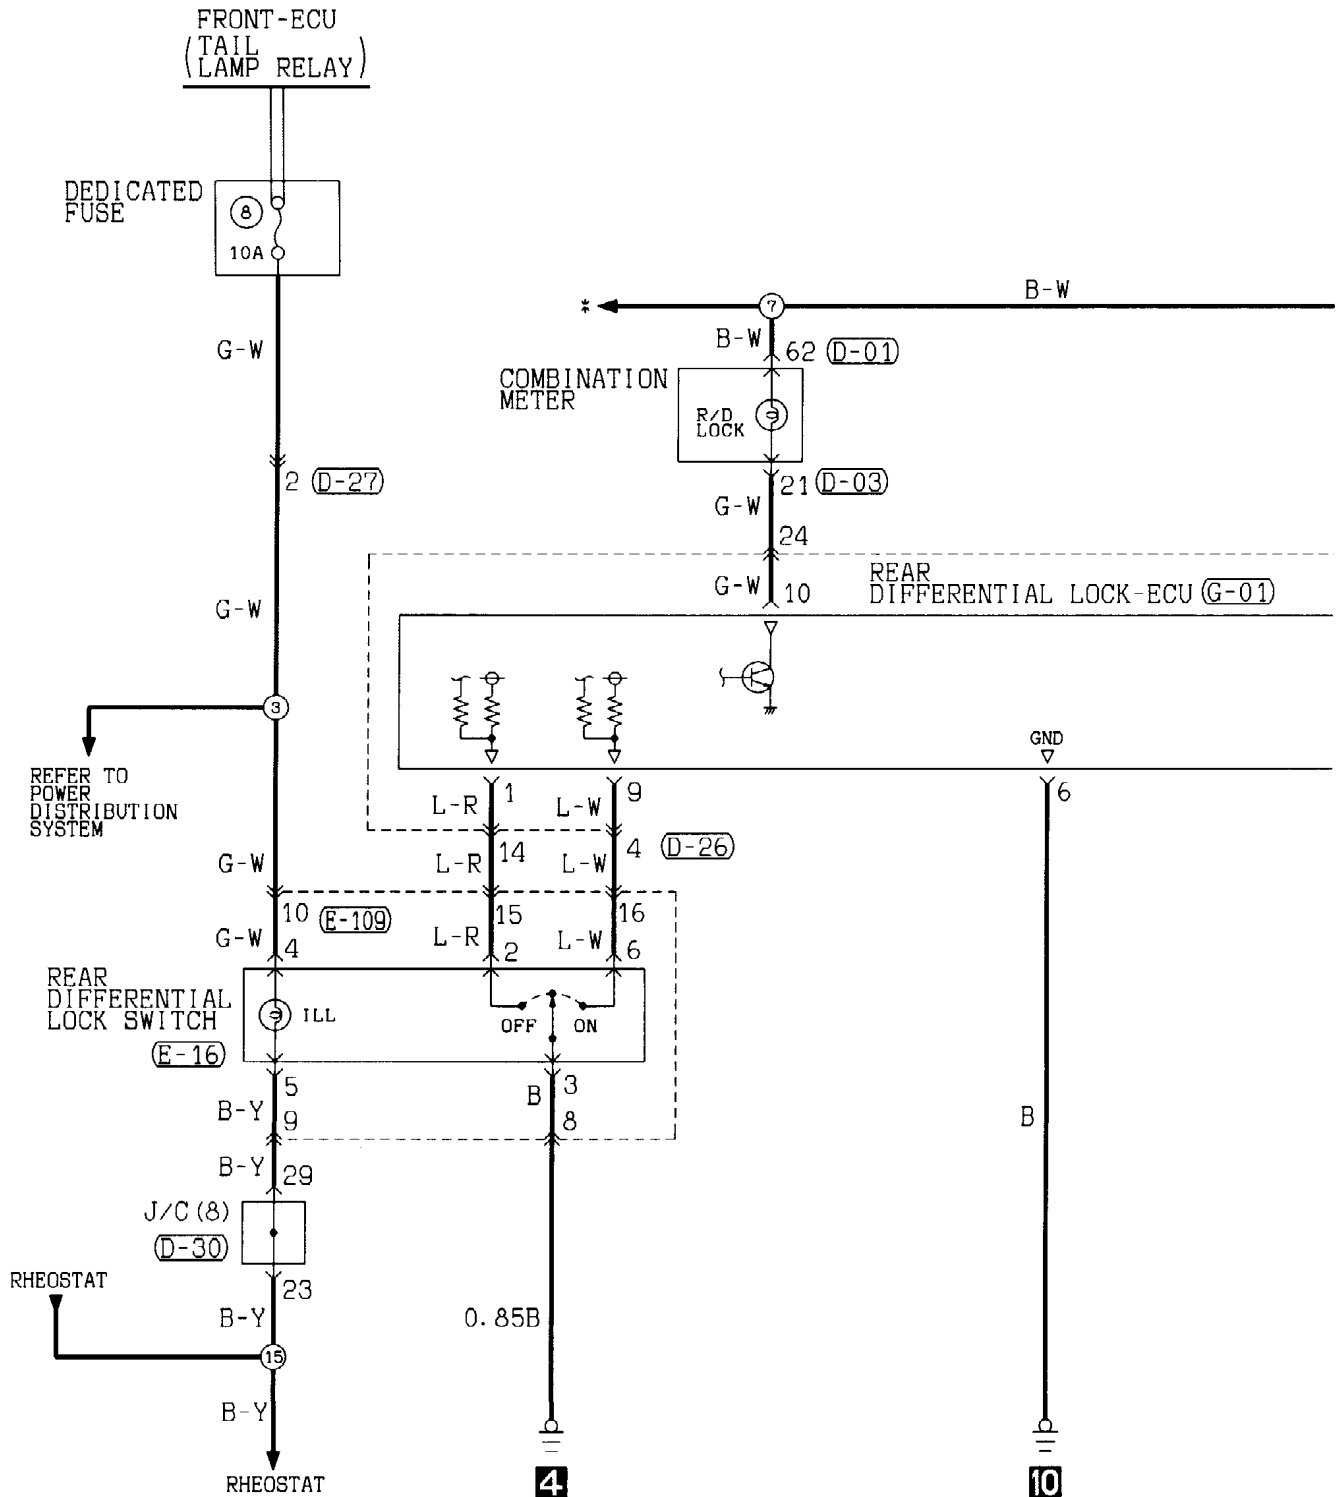 FRONT-ECU
(TAIL
LAMP RELAY)
DEDICATED
FUSE
8
10A
G-W
2 D-27
G-W
3
REFER TO
POWER
DISTRIBUTION
SYSTEM
* 7 B-W
B-W 62 D-01
COMBINATION
METER
R/D
LOCK
21 D-03
G-W
24
G-W 10
REAR
DIFFERENTIAL LOCK-ECU G-01
GND
L-R 1 L-W 9 6
G-W L-R 14 L-W 4 D-26
10 E-109 15 16
G-W 4 L-R 2 L-W 6
REAR
DIFFERENTIAL
LOCK SWITCH
E-16
ILL OFF ON
5 B 3
B-Y 9 8
B
B-Y 29
J/C(8)
D-30
RHEOSTAT
23
B-Y 0.85B
15
B-Y
RHEOSTAT
4 10